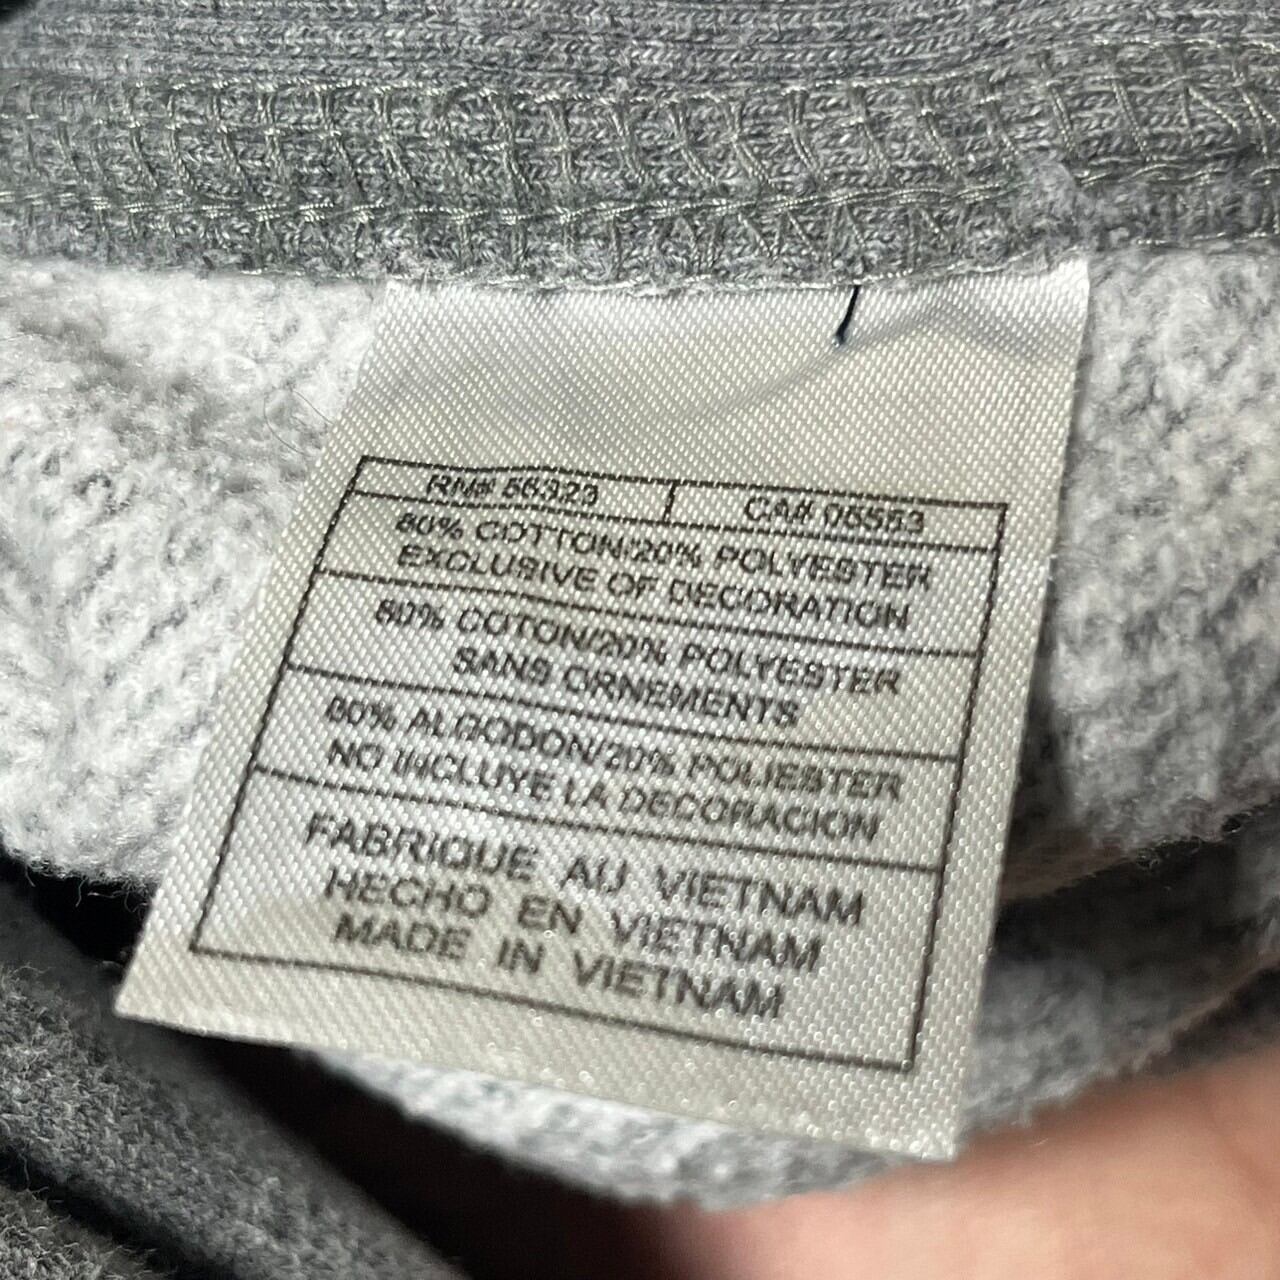 RN# 56323 CA# 05553
80% COTTON/20% POLYESTER
EXCLUSIVE OF DECORATION
80% COTON/20% POLYESTER
SANS ORNEMENTS
80% ALGODON/20% POLIESTER
NO INCLUYE LA DECORACION
FABRIQUE AU VIETNAM
HECHO EN VIETNAM
MADE IN VIETNAM